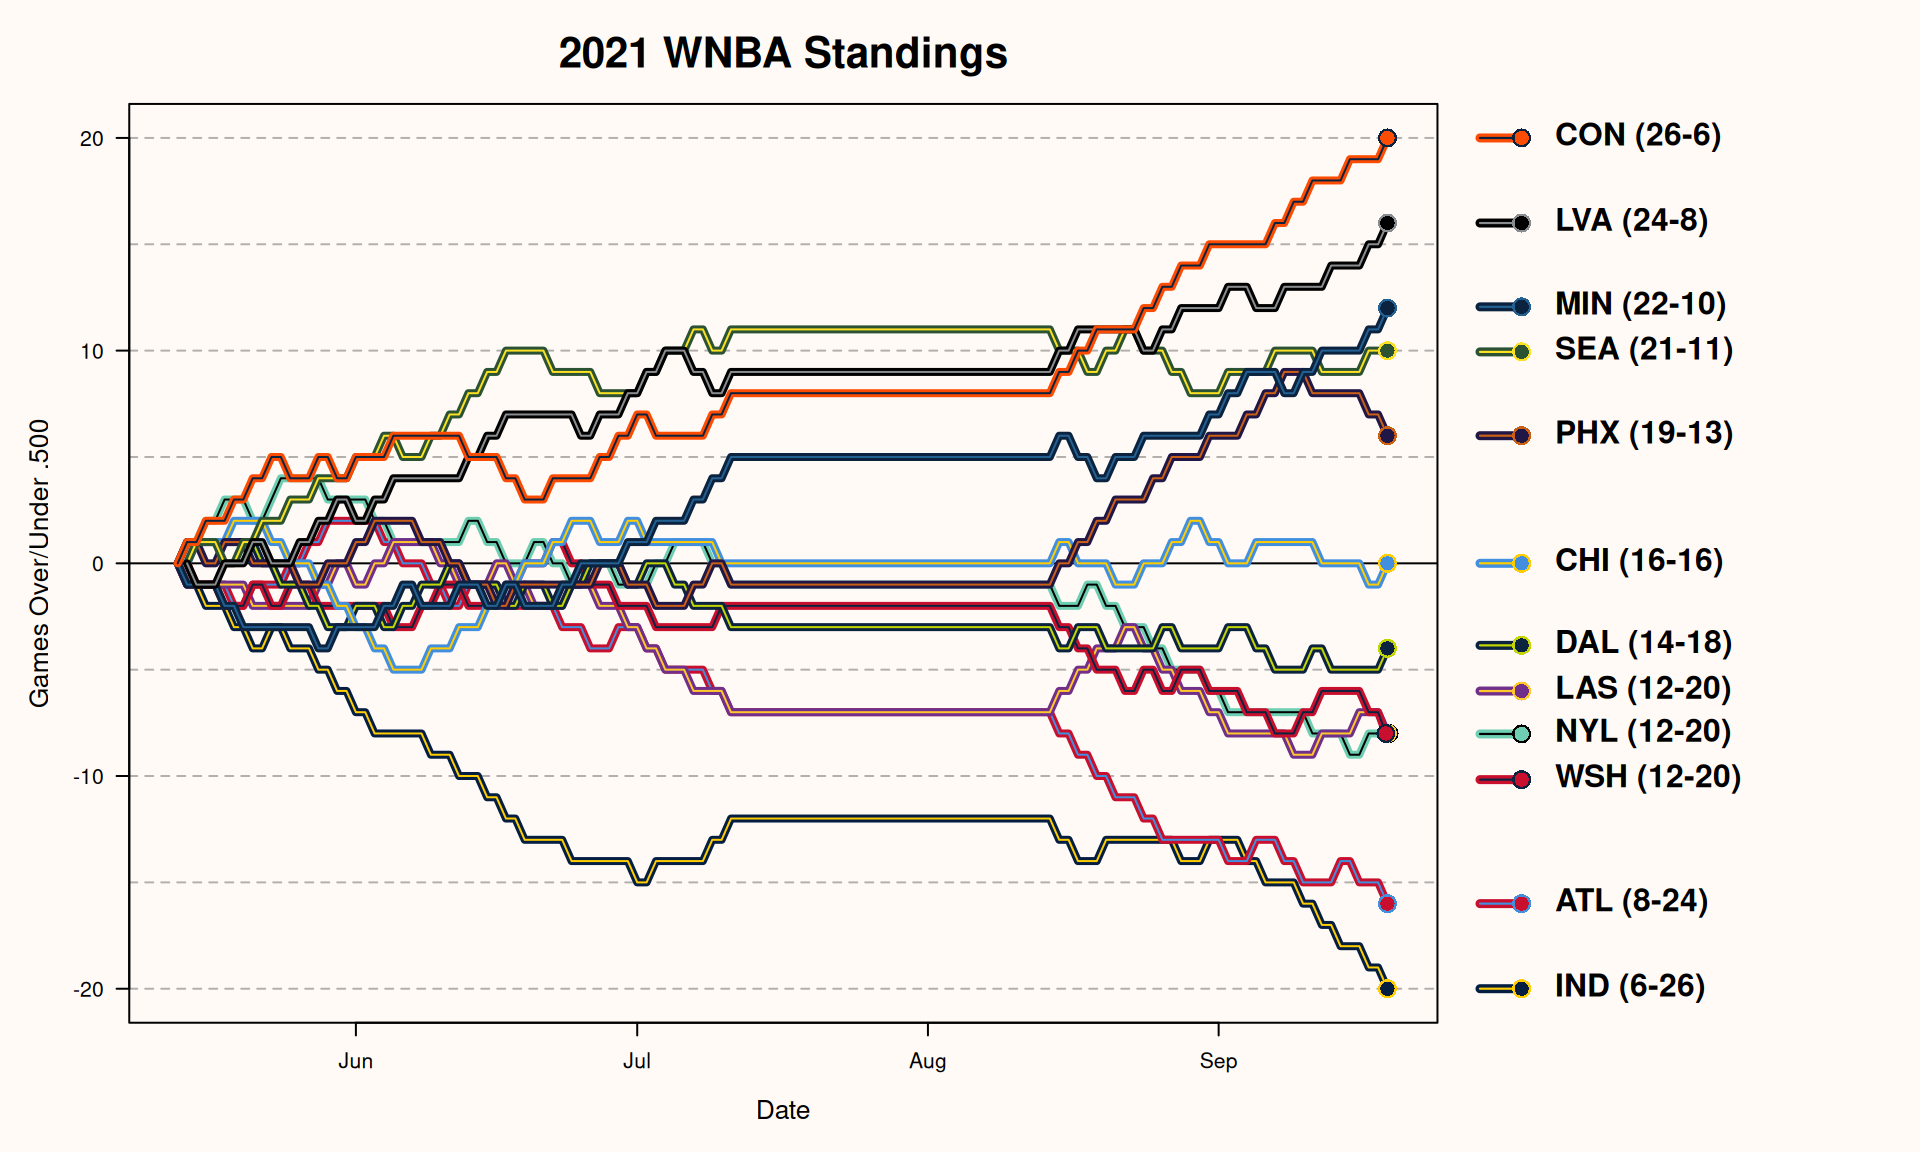 2021 WNBA Standings
Games Over/Under .500
20
10
0
-10
-20
Jun
Jul
Aug
Sep
Date
CON (26-6)
LVA (24-8)
MIN (22-10)
SEA (21-11)
PHX (19-13)
CHI (16-16)
DAL (14-18)
LAS (12-20)
NYL (12-20)
WSH (12-20)
ATL (8-24)
IND (6-26)